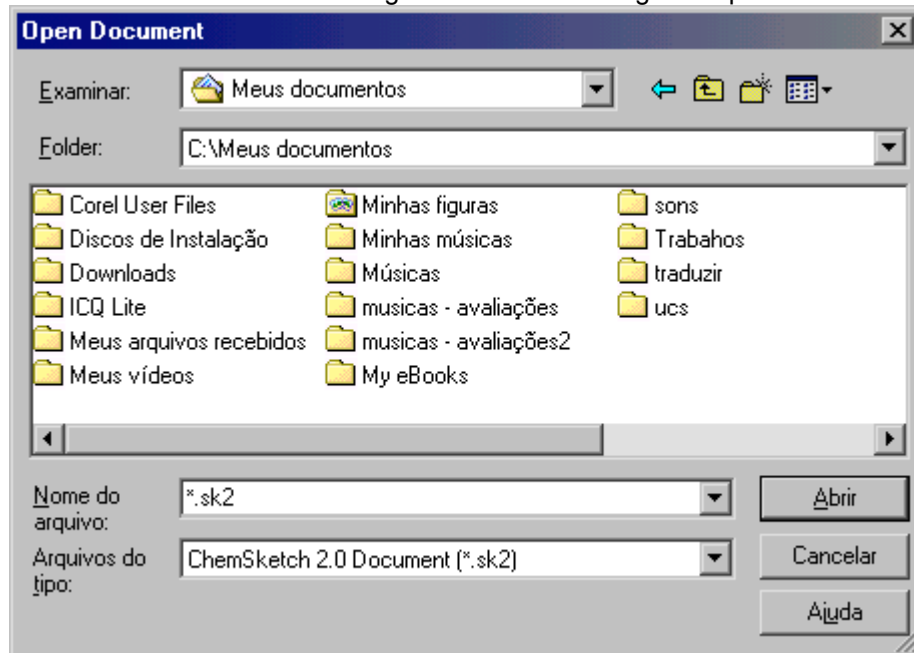 Open Document
Examinar: Meus documentos
Folder: C:\Meus documentos
Corel User Files Minhas figuras sons
Discos de Instalação Minhas músicas Trabahos
Downloads Músicas traduzir
ICQ Lite musicas - avaliações ucs
Meus arquivos recebidos musicas - avaliações2
Meus vídeos My eBooks
Nome do arquivo: *.sk2 Abrir
Arquivos do tipo: ChemSketch 2.0 Document (*.sk2) Cancelar
Ajuda